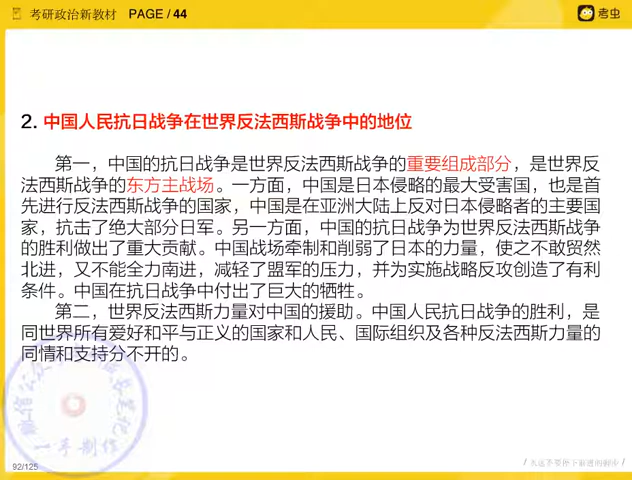 考研政治新教材 PAGE / 44
考虫
2. 中国人民抗日战争在世界反法西斯战争中的地位
第一，中国的抗日战争是世界反法西斯战争的重要组成部分，是世界反
法西斯战争的东方主战场。一方面，中国是日本侵略的最大受害国，也是首
先进行反法西斯战争的国家，中国是在亚洲大陆上反对日本侵略者的主要国
家，抗击了绝大部分日军。另一方面，中国的抗日战争为世界反法西斯战争
的胜利做出了重大贡献。中国战场牵制和削弱了日本的力量，使之不敢贸然
北进，又不能全力南进，减轻了盟军的压力，并为实施战略反攻创造了有利
条件。中国在抗日战争中付出了巨大的牺牲。
第二，世界反法西斯力量对中国的援助。中国人民抗日战争的胜利，是
同世界所有爱好和平与正义的国家和人民、国际组织及各种反法西斯力量的
同情和支持分不开的。
92/125